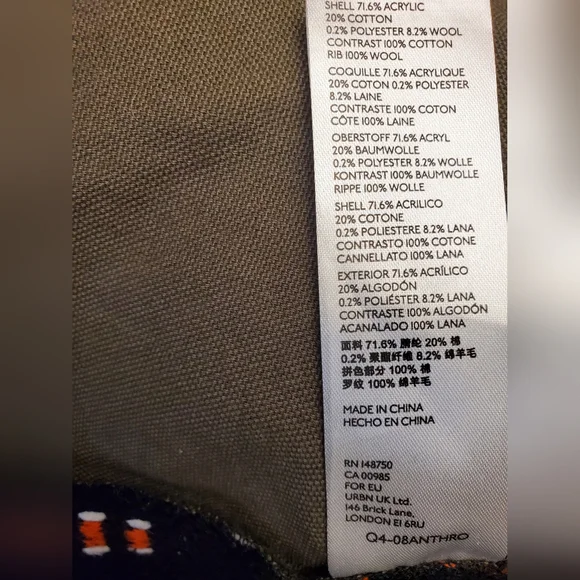 SHELL 71.6% ACRYLIC
20% COTTON
0.2% POLYESTER 8.2% WOOL
CONTRAST 100% COTTON
RIB 100% WOOL
COQUILLE 71.6% ACRYLIQUE
20% COTON 0.2% POLYESTER
8.2% LAINE
CONTRASTE 100% COTON
CÔTE 100% LAINE
OBERSTOFF 71.6% ACRYL
20% BAUMWOLLE
0.2% POLYESTER 8.2% WOLLE
KONTRAST 100% BAUMWOLLE
RIPPE 100% WOLLE
SHELL 71.6% ACRILICO
20% COTONE
0.2% POLIESTERE 8.2% LANA
CONTRASTO 100% COTONE
CANNELLATO 100% LANA
EXTERIOR 71.6% ACRÍLICO
20% ALGODÓN
0.2% POLIÉSTER 8.2% LANA
CONTRASTE 100% ALGODÓN
ACANALADO 100% LANA
面料 71.6% 腈纶 20% 棉
0.2% 聚酯纤维 8.2% 绵羊毛
拼色部分 100% 棉
罗纹 100% 绵羊毛
MADE IN CHINA
HECHO EN CHINA
RN 148750
CA 00985
FOR EU
URBN UK Ltd.
146 Brick Lane,
LONDON E1 6RU
Q4-08ANTHRO